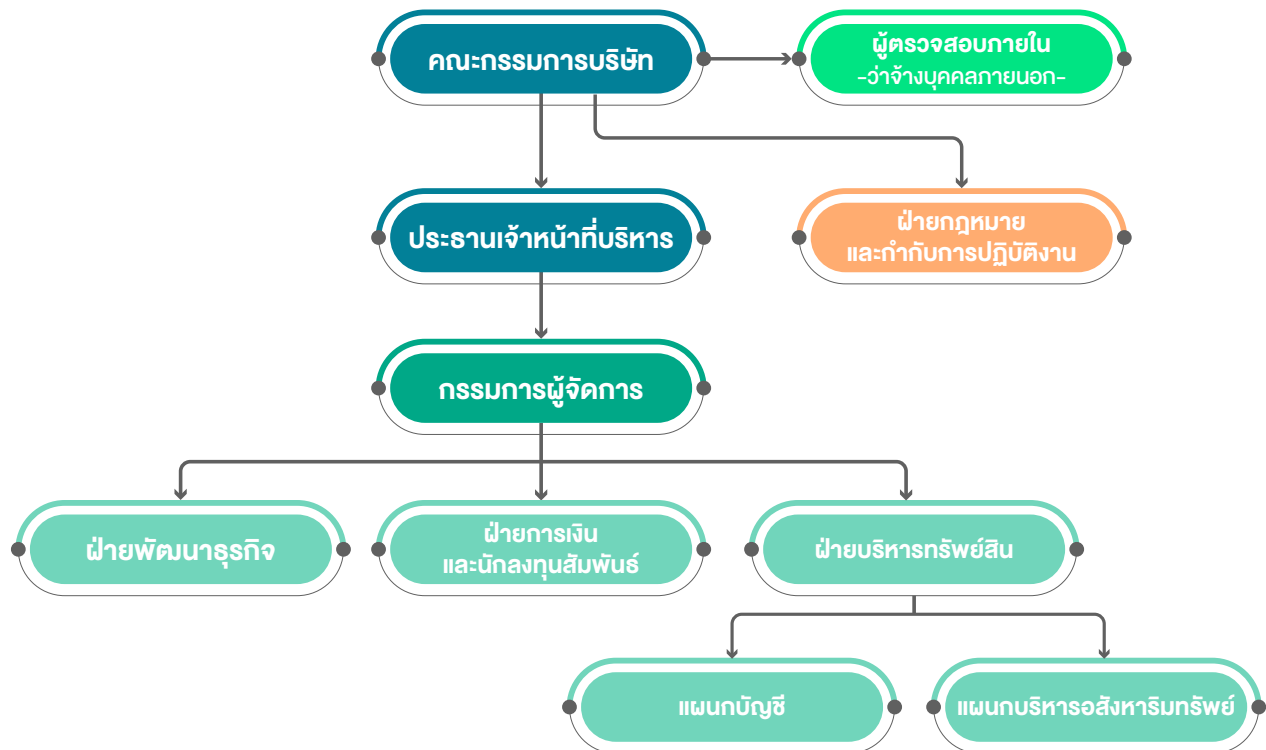 คณะกรรมการบริษัท
ผู้ตรวจสอบภายใน
-ว่าจ้างบุคคลภายนอก-
ประธานเจ้าหน้าที่บริหาร
ฝ่ายกฎหมาย
และกำกับการปฏิบัติงาน
กรรมการผู้จัดการ
ฝ่ายพัฒนาธุรกิจ
ฝ่ายการเงิน
และนักลงทุนสัมพันธ์
ฝ่ายบริหารทรัพย์สิน
แผนกบัญชี
แผนกบริหารอสังหาริมทรัพย์